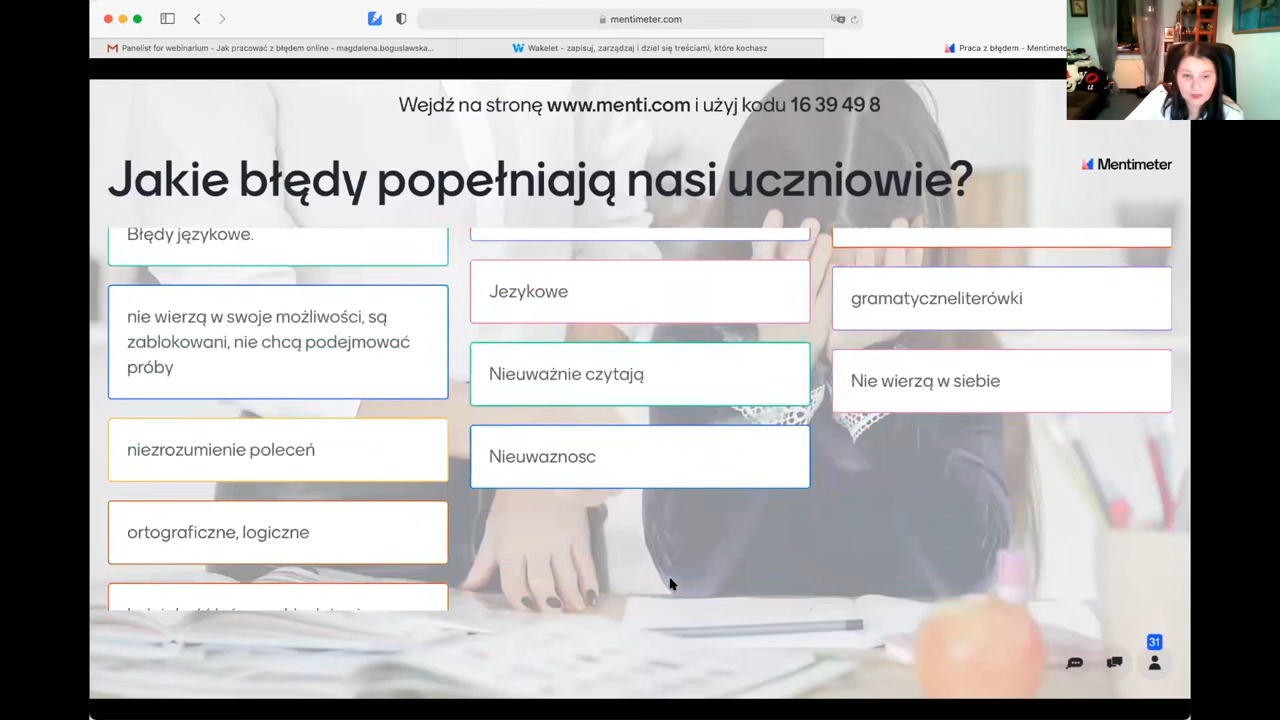 mentimeter.com
Panelist for webinarium - Jak pracować z błędem online - magdalena.boguslawska...
Wakelet - zapisuj, zarządzaj i dziel się treściami, które kochasz
Praca z błędem - Mentimete
Wejdź na stronę www.menti.com i użyj kodu 16 39 49 8
Jakie błędy popełniają nasi uczniowie?
Mentimeter
Błędy językowe.
nie wierzą w swoje możliwości, są
zablokowani, nie chcą podejmować
próby
niezrozumienie poleceń
ortograficzne, logiczne
Jezykowe
Nieuważnie czytają
Nieuwaznosc
gramatyczneliterówki
Nie wierzą w siebie
31